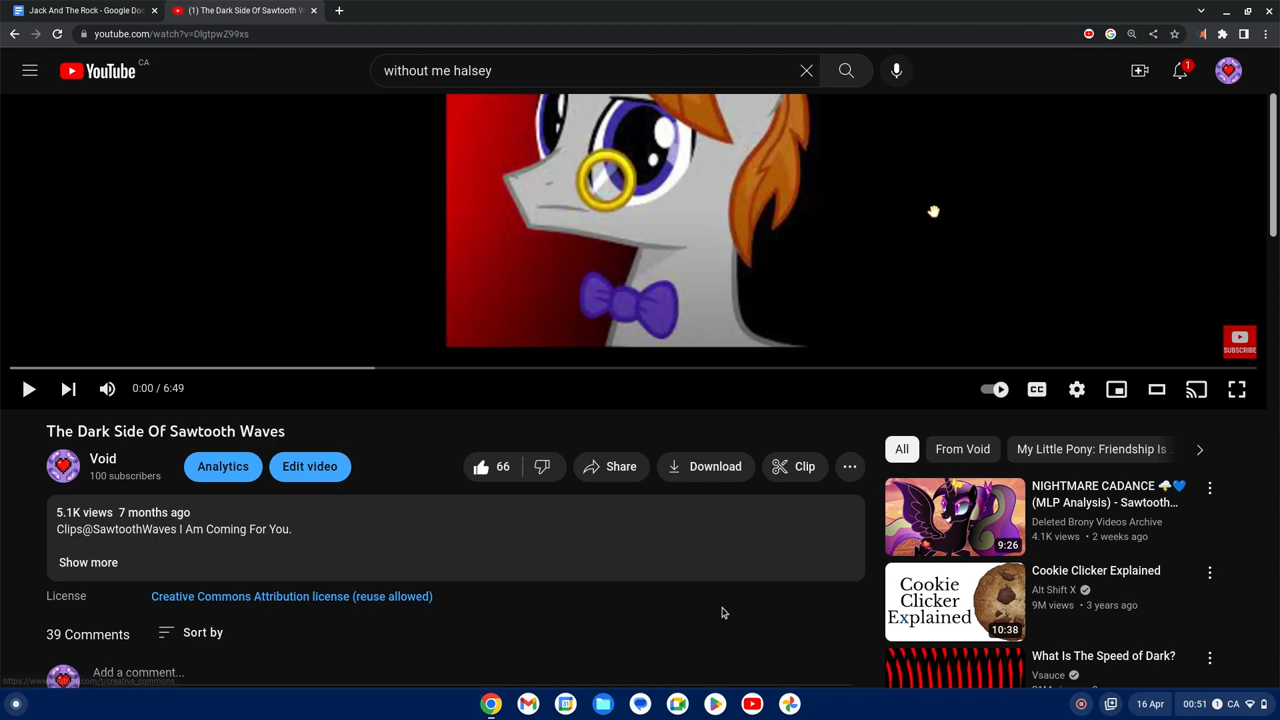 Jack And The Rock - Google Doc
(1) The Dark Side Of Sawtooth W
youtube.com/watch?v=DlgtpwZ99xs
YouTube CA
without me halsey
1
SUBSCRIBE
0:00 / 6:49
CC
The Dark Side Of Sawtooth Waves
Void
100 subscribers
Analytics
Edit video
66
Share
Download
Clip
5.1K views 7 months ago
Clips@SawtoothWaves I Am Coming For You.
Show more
License
Creative Commons Attribution license (reuse allowed)
39 Comments
Sort by
Add a comment...
All
From Void
My Little Pony: Friendship Is ...
NIGHTMARE CADANCE 🌩️💙
(MLP Analysis) - Sawtooth...
Deleted Brony Videos Archive
4.1K views • 2 weeks ago
9:26
Cookie
Clicker
Explained
10:38
Cookie Clicker Explained
Alt Shift X
9M views • 3 years ago
What Is The Speed of Dark?
Vsauce
31
16 Apr
00:51
1
CA